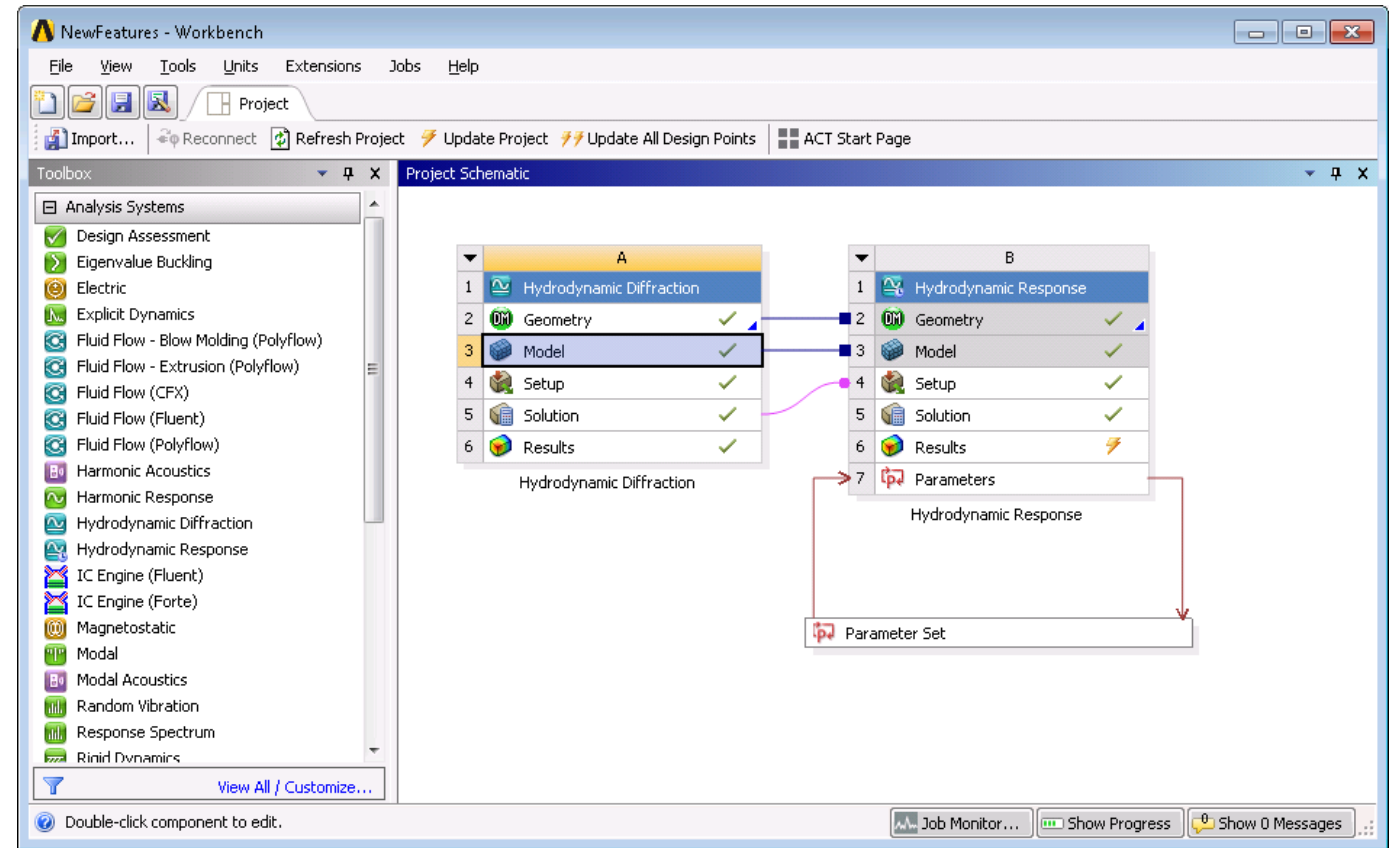 NewFeatures - Workbench
File View Tools Units Extensions Jobs Help
Project
Import... Reconnect Refresh Project Update Project Update All Design Points ACT Start Page
Toolbox
Project Schematic
Analysis Systems
Design Assessment
Eigenvalue Buckling
Electric
Explicit Dynamics
Fluid Flow - Blow Molding (Polyflow)
Fluid Flow - Extrusion (Polyflow)
Fluid Flow (CFX)
Fluid Flow (Fluent)
Fluid Flow (Polyflow)
Harmonic Acoustics
Harmonic Response
Hydrodynamic Diffraction
Hydrodynamic Response
IC Engine (Fluent)
IC Engine (Forte)
Magnetostatic
Modal
Modal Acoustics
Random Vibration
Response Spectrum
Rigid Dynamics
View All / Customize...
A
1 Hydrodynamic Diffraction
2 DM Geometry
3 Model
4 Setup
5 Solution
6 Results
Hydrodynamic Diffraction
B
1 Hydrodynamic Response
2 DM Geometry
3 Model
4 Setup
5 Solution
6 Results
7 Parameters
Hydrodynamic Response
Parameter Set
Double-click component to edit.
Job Monitor... Show Progress Show 0 Messages